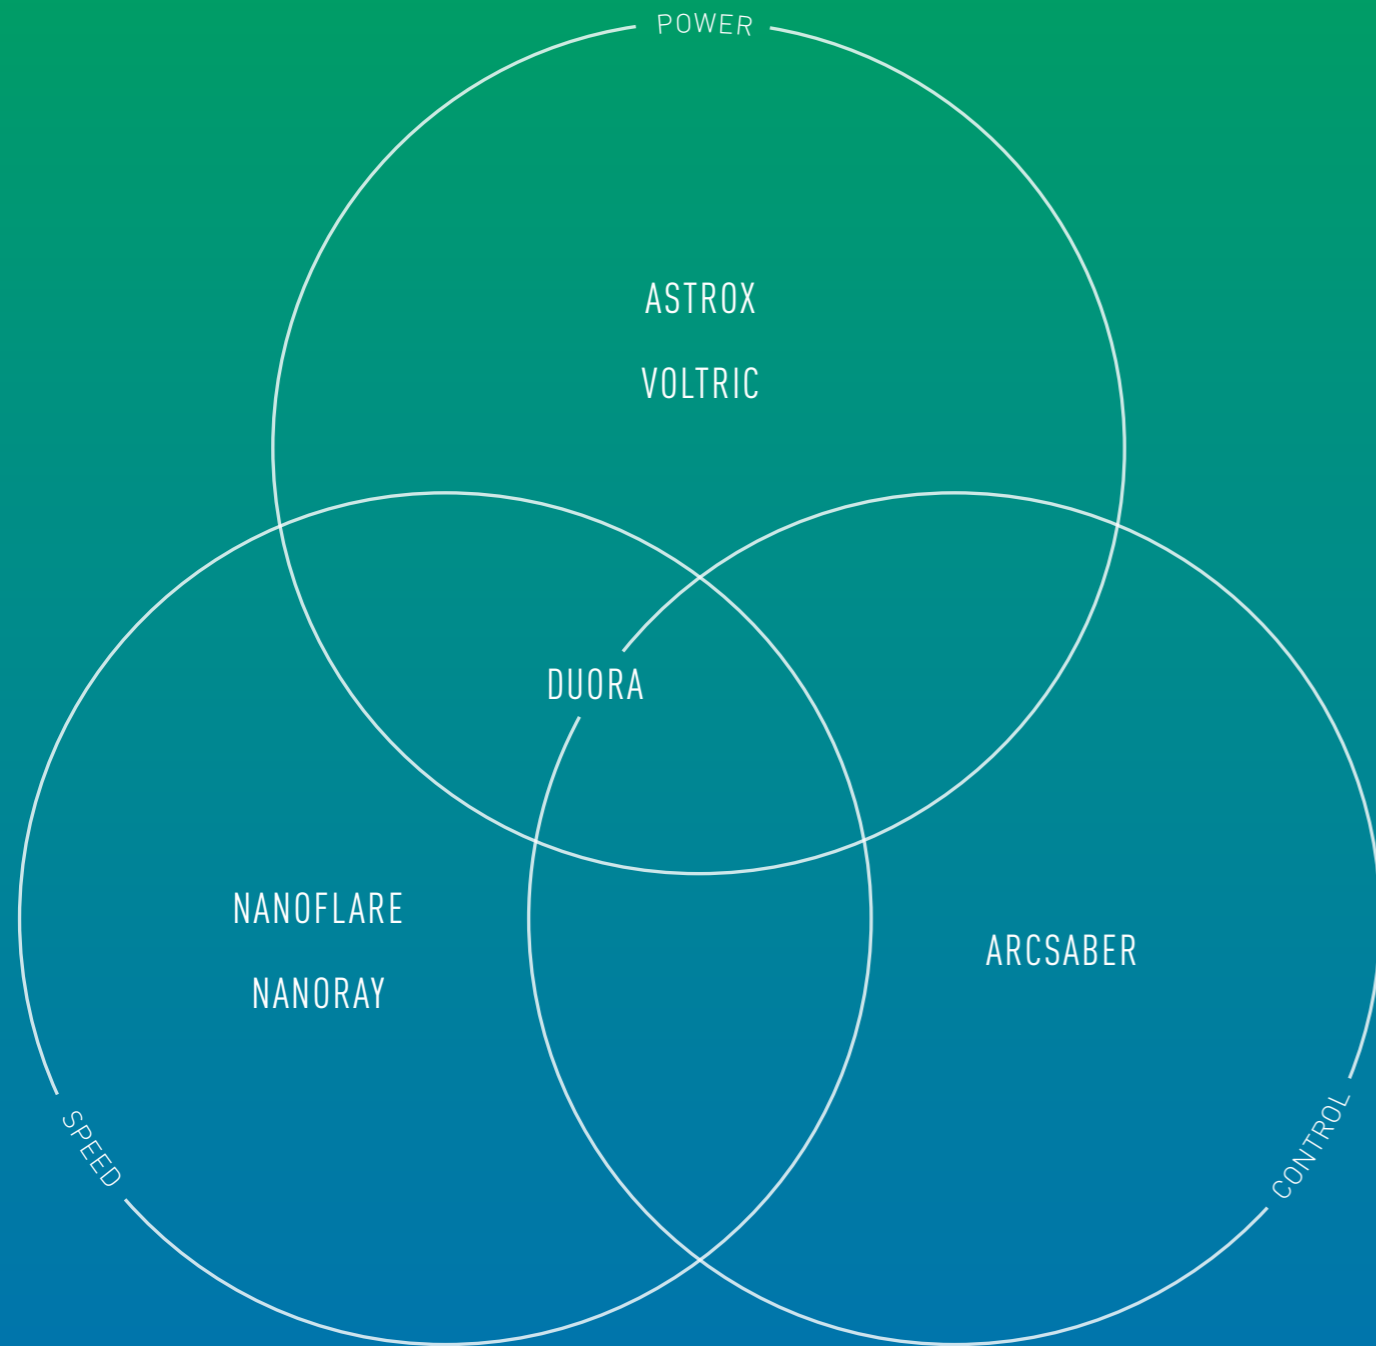 POWER
ASTROX
VOLTRIC
DUORA
NANOFLARE
NANORAY
ARCSABER
SPEED
CONTROL